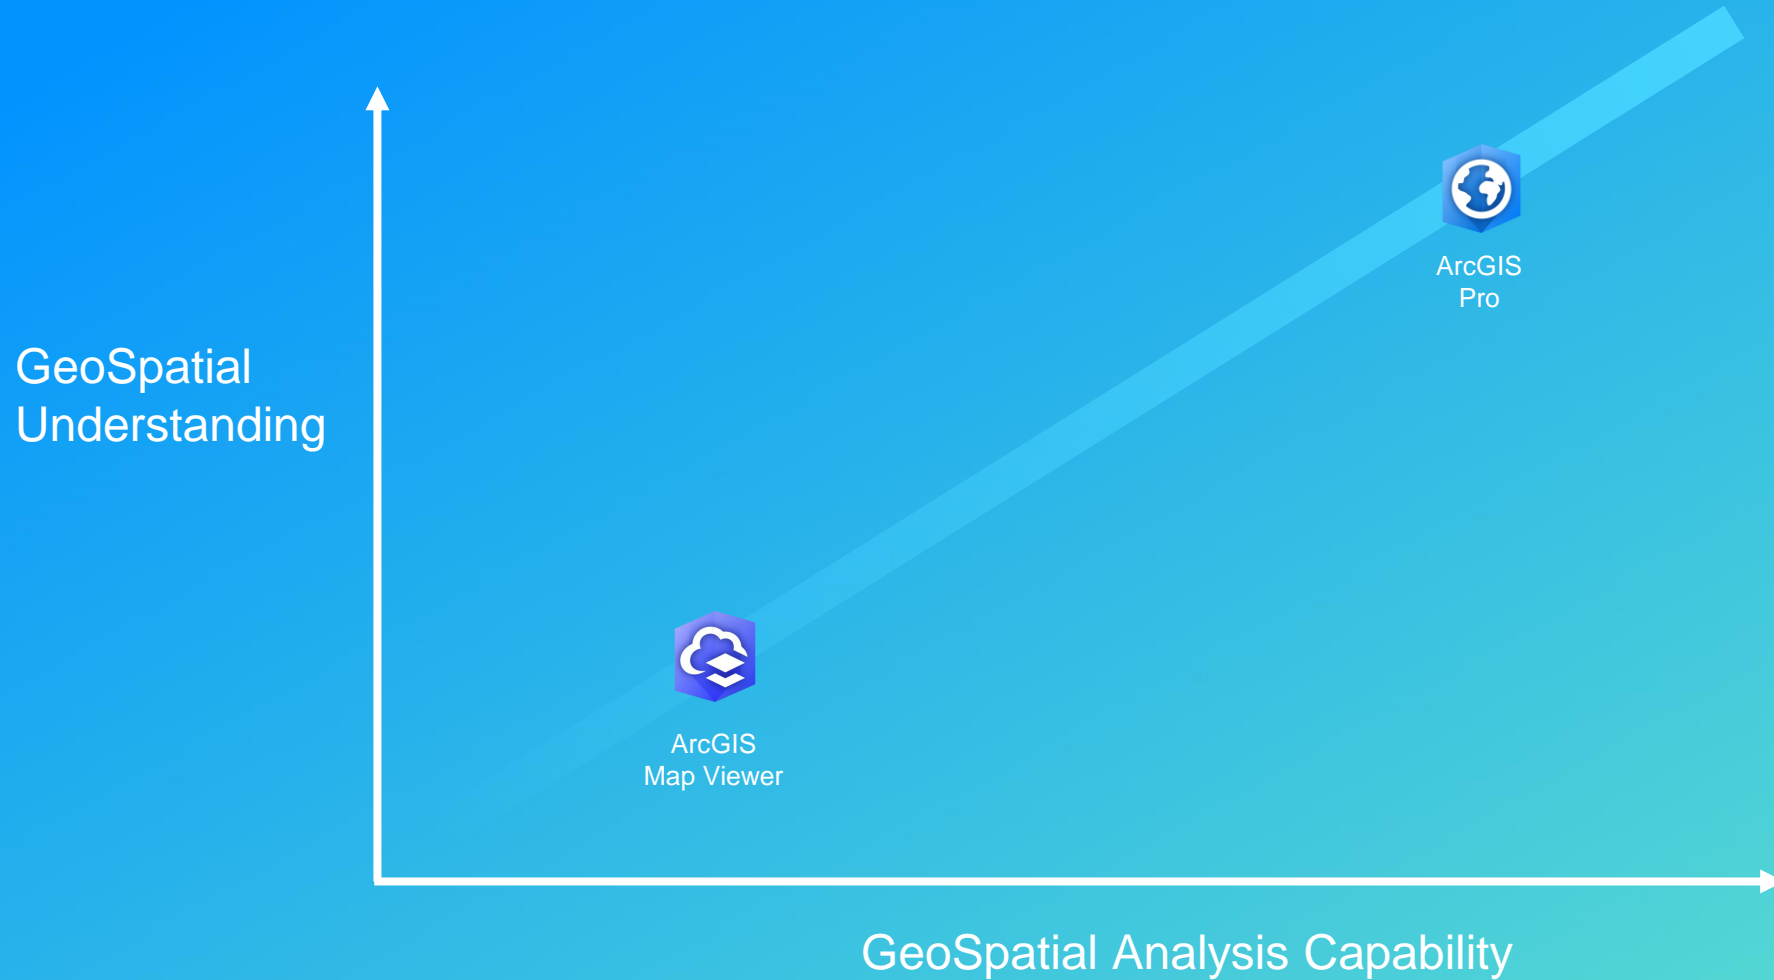 ArcGIS
Pro
GeoSpatial
Understanding
ArcGIS
Map Viewer
GeoSpatial Analysis Capability